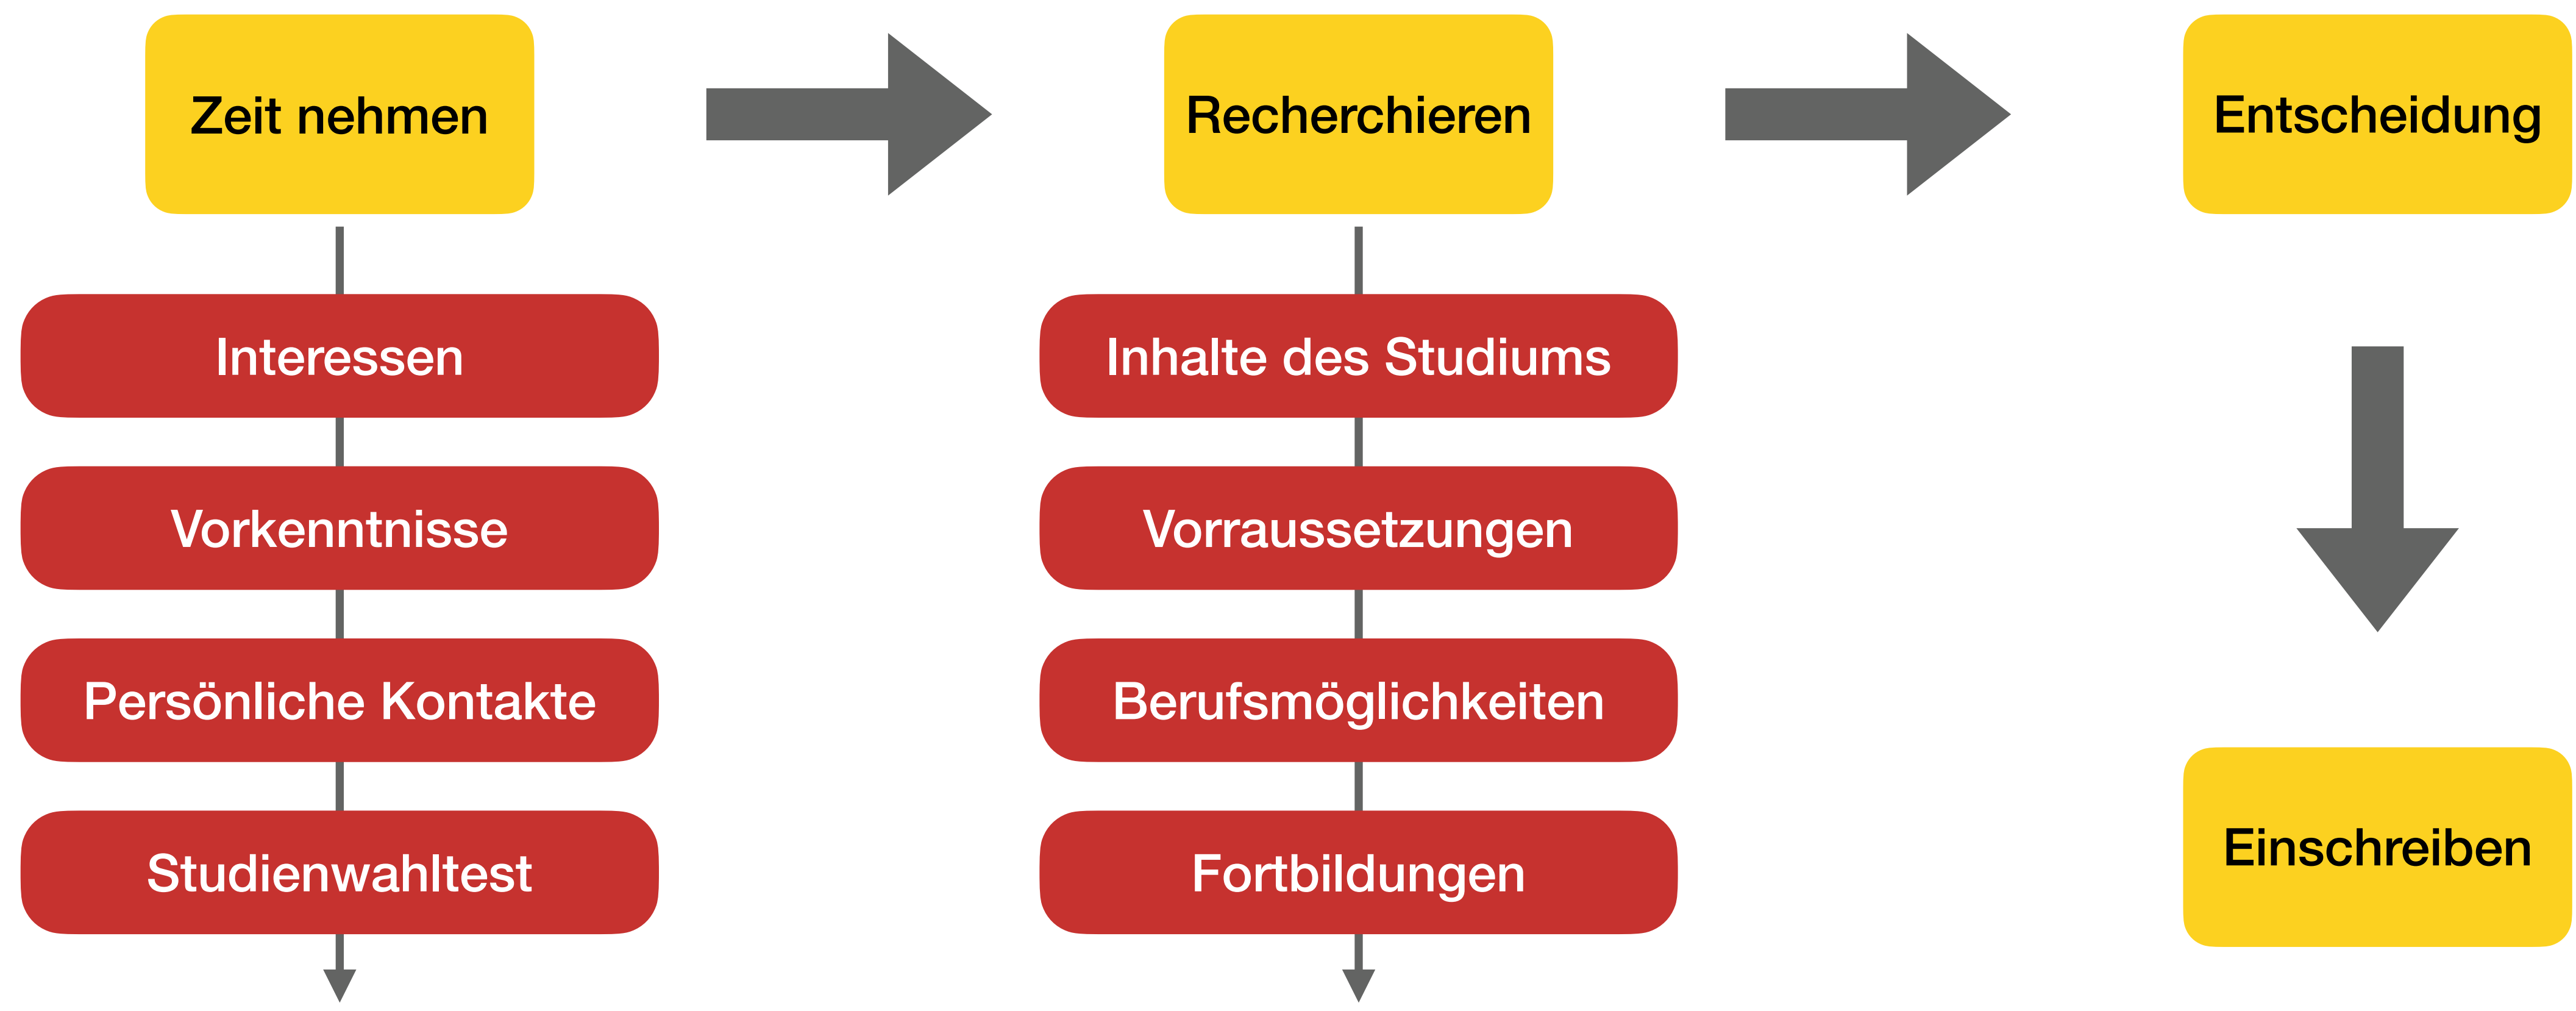 Zeit nehmen
Interessen
Vorkenntnisse
Persönliche Kontakte
Studienwahltest
Recherchieren
Inhalte des Studiums
Vorraussetzungen
Berufsmöglichkeiten
Fortbildungen
Entscheidung
Einschreiben